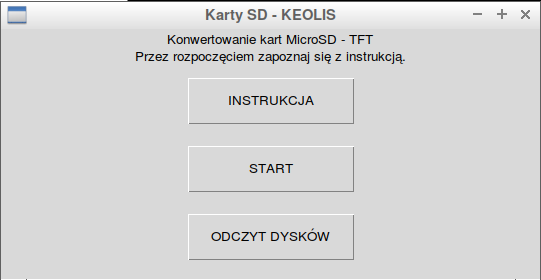 Karty SD - KEOLIS
Konwertowanie kart MicroSD - TFT
Przez rozpoczęciem zapoznaj się z instrukcją.
INSTRUKCJA
START
ODCZYT DYSKÓW